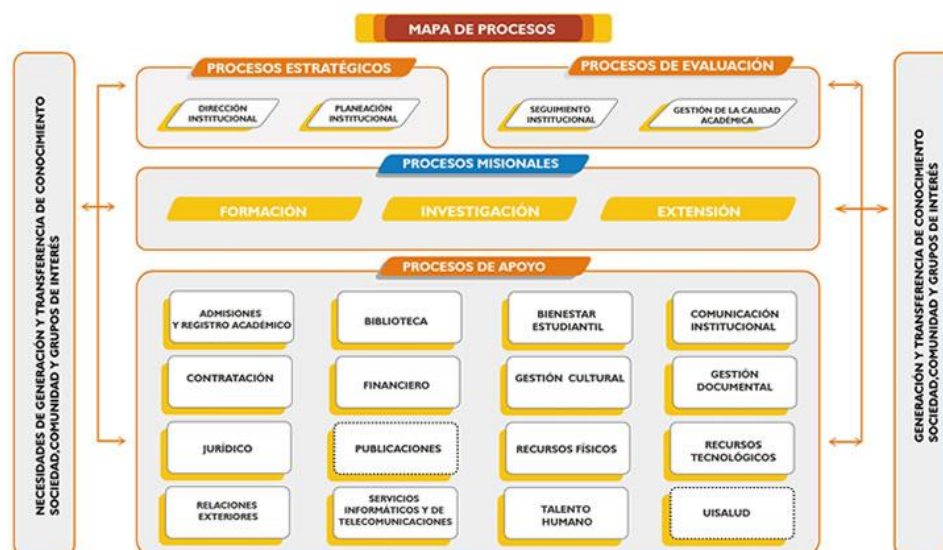 MAPA DE PROCESOS
NECESIDADES DE GENERACIÓN Y TRANSFERENCIA DE CONOCIMIENTO
SOCIEDAD,COMUNIDAD Y GRUPOS DE INTERÉS
PROCESOS ESTRATÉGICOS
DIRECCIÓN
INSTITUCIONAL
PLANEACIÓN
INSTITUCIONAL
PROCESOS DE EVALUACIÓN
SEGUIMIENTO
INSTITUCIONAL
GESTIÓN DE LA CALIDAD
ACADÉMICA
PROCESOS MISIONALES
FORMACIÓN
INVESTIGACIÓN
EXTENSIÓN
PROCESOS DE APOYO
ADMISIONES
Y REGISTRO ACADÉMICO
BIBLIOTECA
BIENESTAR
ESTUDIANTIL
COMUNICACIÓN
INSTITUCIONAL
CONTRATACIÓN
FINANCIERO
GESTIÓN CULTURAL
GESTIÓN
DOCUMENTAL
JURÍDICO
PUBLICACIONES
RECURSOS FÍSICOS
RECURSOS
TECNOLÓGICOS
RELACIONES
EXTERIORES
SERVICIOS
INFORMÁTICOS Y DE
TELECOMUNICACIONES
TALENTO
HUMANO
UISALUD
GENERACIÓN Y TRANSFERENCIA DE CONOCIMIENTO
SOCIEDAD,COMUNIDAD Y GRUPOS DE INTERÉS